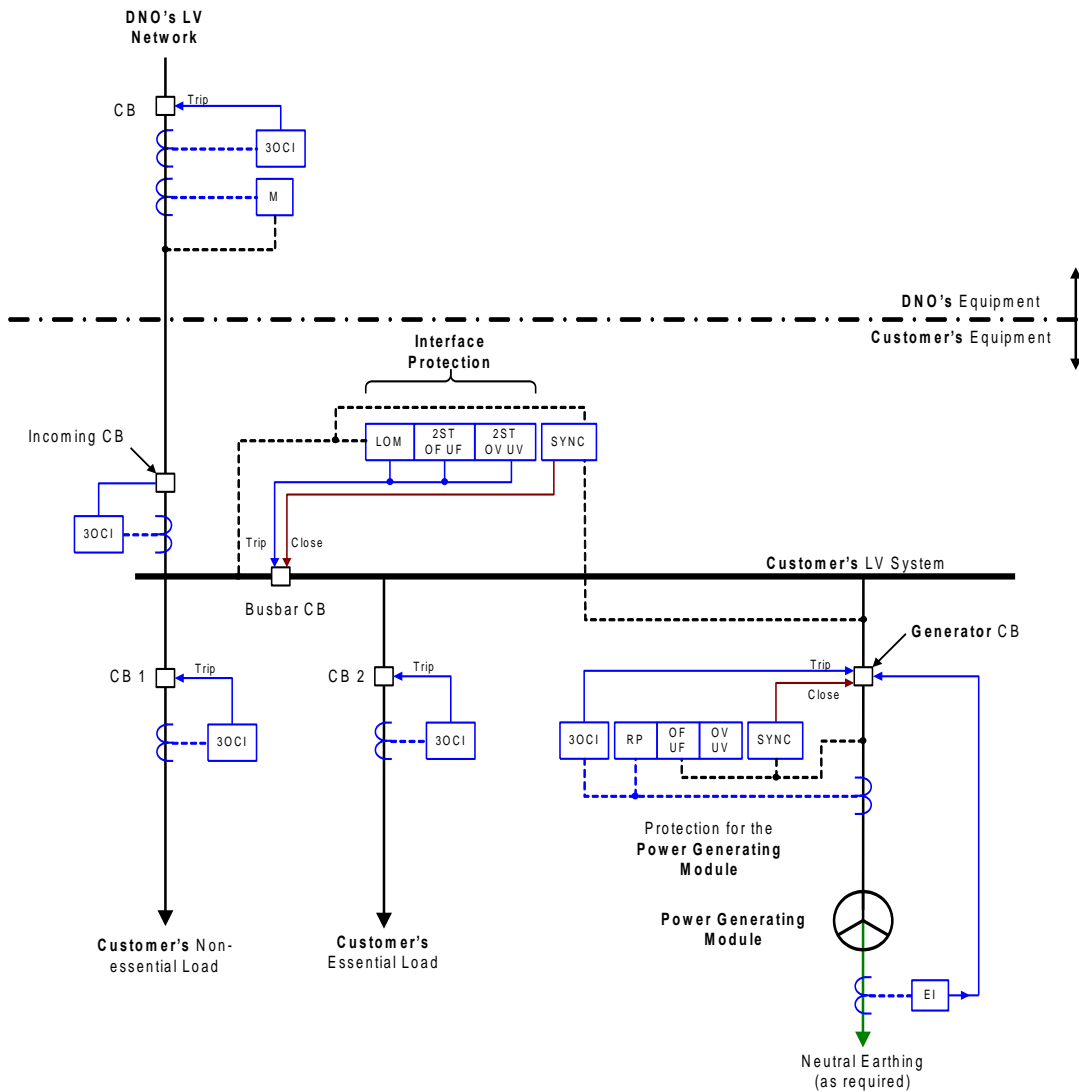 DNO's LV
Network
CB
Trip
3OCI
M
DNO's Equipment
Customer's Equipment
Interface
Protection
Incoming CB
LOM
2ST
OF UF
2ST
OV UV
SYNC
3OCI
Trip
Close
Customer's LV System
Busbar CB
Generator CB
CB 1
Trip
CB 2
Trip
Trip
Close
3OCI
3OCI
3OCI
RP
OF
UF
OV
UV
SYNC
Protection for the
Power Generating
Module
Power Generating
Module
Customer's Non-
essential Load
Customer's
Essential Load
EI
Neutral Earthing
(as required)